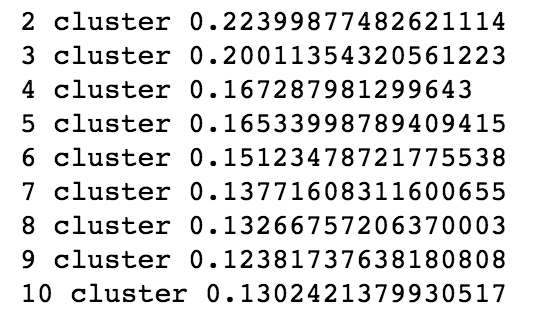 2 cluster 0.22399877482621114
3 cluster 0.20011354320561223
4 cluster 0.167287981299643
5 cluster 0.16533998789409415
6 cluster 0.15123478721775538
7 cluster 0.13771608311600655
8 cluster 0.13266757206370003
9 cluster 0.12381737638180808
10 cluster 0.1302421379930517